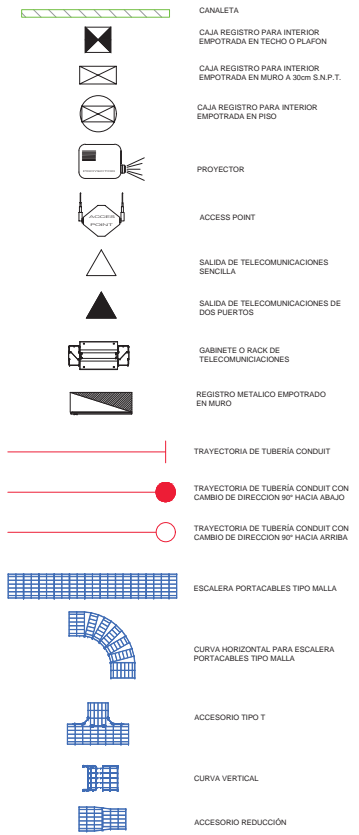 CANALETA
CAJA REGISTRO PARA INTERIOR
EMPOTRADA EN TECHO O PLAFON
CAJA REGISTRO PARA INTERIOR
EMPOTRADA EN MURO A 30cm S.N.P.T.
CAJA REGISTRO PARA INTERIOR
EMPOTRADA EN PISO
PROYECTOR
ACCES
POINT
ACCESS POINT
SALIDA DE TELECOMUNICACIONES
SENCILLA
SALIDA DE TELECOMUNICACIONES DE
DOS PUERTOS
GABINETE O RACK DE
TELECOMUNICIACIONES
REGISTRO METALICO EMPOTRADO
EN MURO
TRAYECTORIA DE TUBERÍA CONDUIT
TRAYECTORIA DE TUBERÍA CONDUIT CON
CAMBIO DE DIRECCION 90° HACIA ABAJO
TRAYECTORIA DE TUBERÍA CONDUIT CON
CAMBIO DE DIRECCION 90° HACIA ARRIBA
ESCALERA PORTACABLES TIPO MALLA
CURVA HORIZONTAL PARA ESCALERA
PORTACABLES TIPO MALLA
ACCESORIO TIPO T
CURVA VERTICAL
ACCESORIO REDUCCIÓN